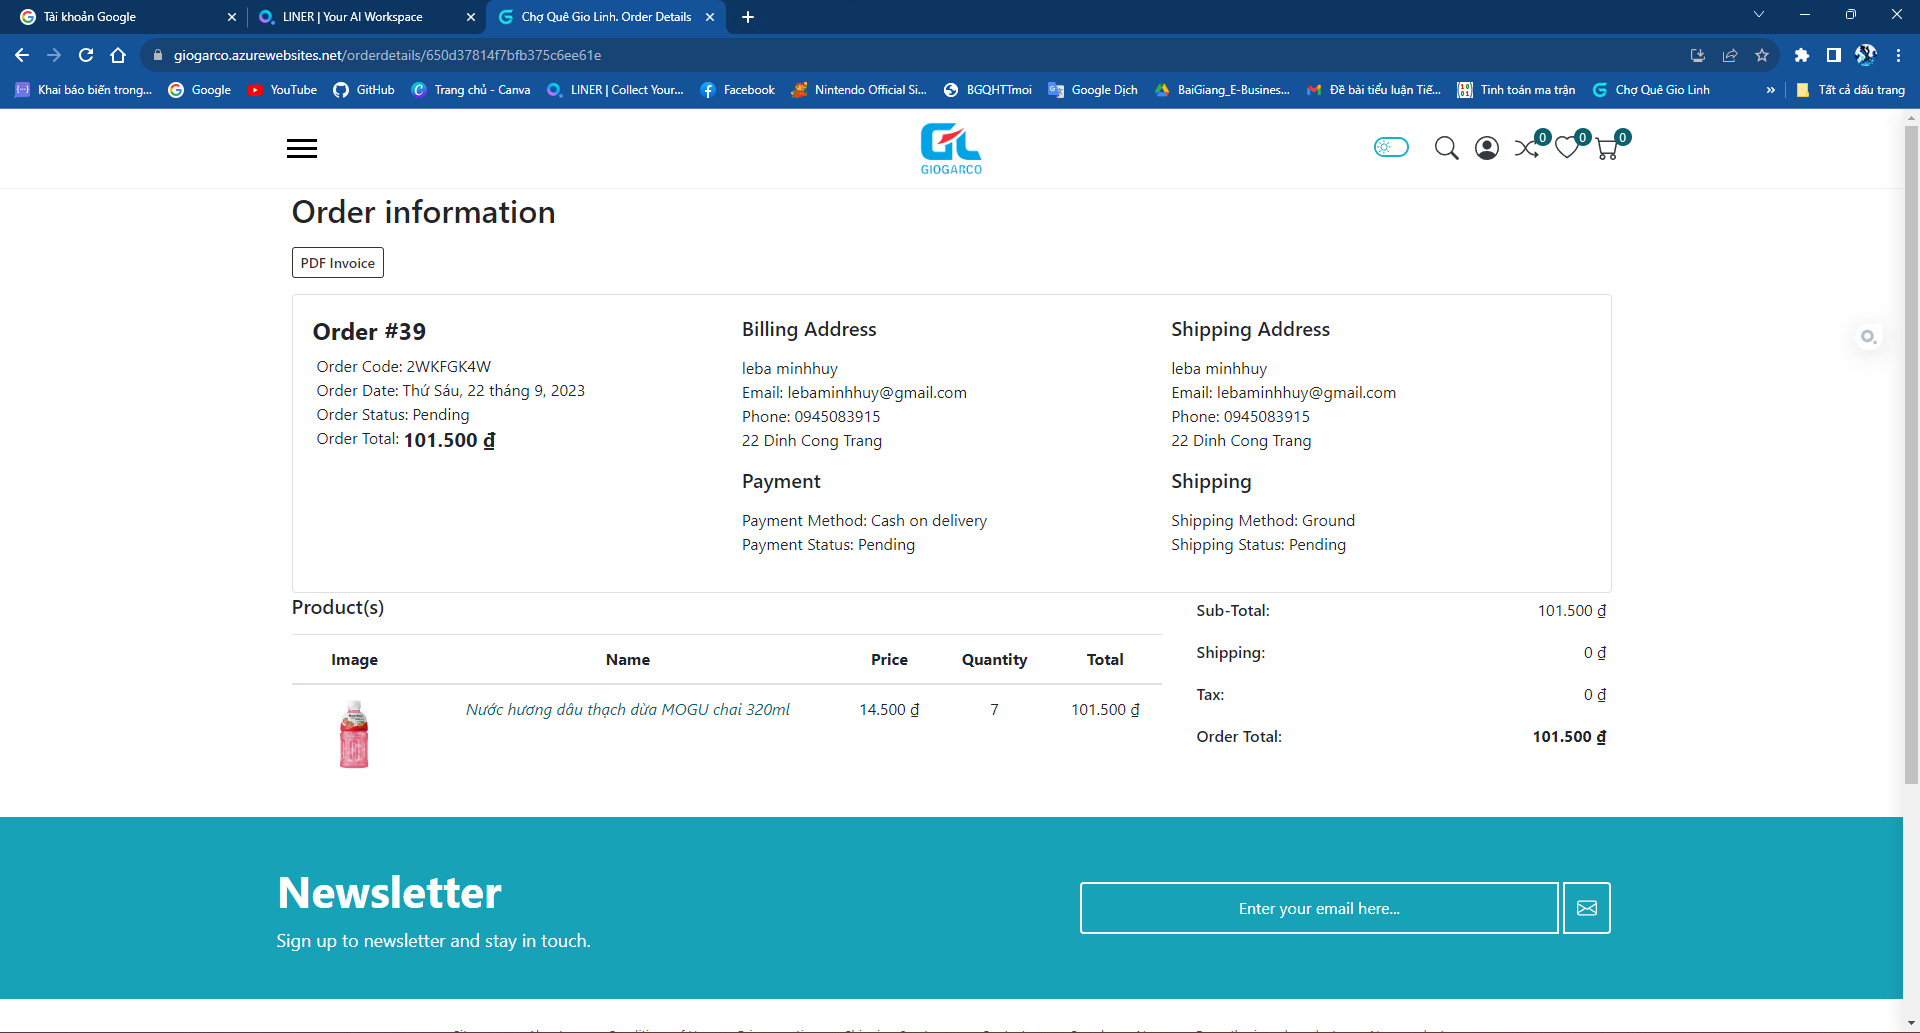 Tài khoản Google
LINER | Your AI Workspace
Chợ Quê Gio Linh. Order Details
giogarco.azurewebsites.net/orderdetails/650d37814f7bfb375c6ee61e
Khai báo biến trong...
Google
YouTube
GitHub
Trang chủ - Canva
LINER | Collect Your...
Facebook
Nintendo Official Si...
BGQHTTmoi
Google Dịch
BaiGiang_E-Busines...
Đề bài tiểu luận Tiế...
Tinh toán ma trận
Chợ Quê Gio Linh
»
Tất cả dấu trang
GIOGARCO
0
0
0
Order information
PDF Invoice
Order #39
Order Code: 2WKFGK4W
Order Date: Thứ Sáu, 22 tháng 9, 2023
Order Status: Pending
Order Total: 101.500 ₫
Billing Address
leba minhhuy
Email: lebaminhhuy@gmail.com
Phone: 0945083915
22 Dinh Cong Trang
Payment
Payment Method: Cash on delivery
Payment Status: Pending
Shipping Address
leba minhhuy
Email: lebaminhhuy@gmail.com
Phone: 0945083915
22 Dinh Cong Trang
Shipping
Shipping Method: Ground
Shipping Status: Pending
Product(s)
Image Name Price Quantity Total
Nước hương dâu thạch dừa MOGU chai 320ml 14.500 ₫ 7 101.500 ₫
Sub-Total: 101.500 ₫
Shipping: 0 ₫
Tax: 0 ₫
Order Total: 101.500 ₫
Newsletter
Sign up to newsletter and stay in touch.
Enter your email here...